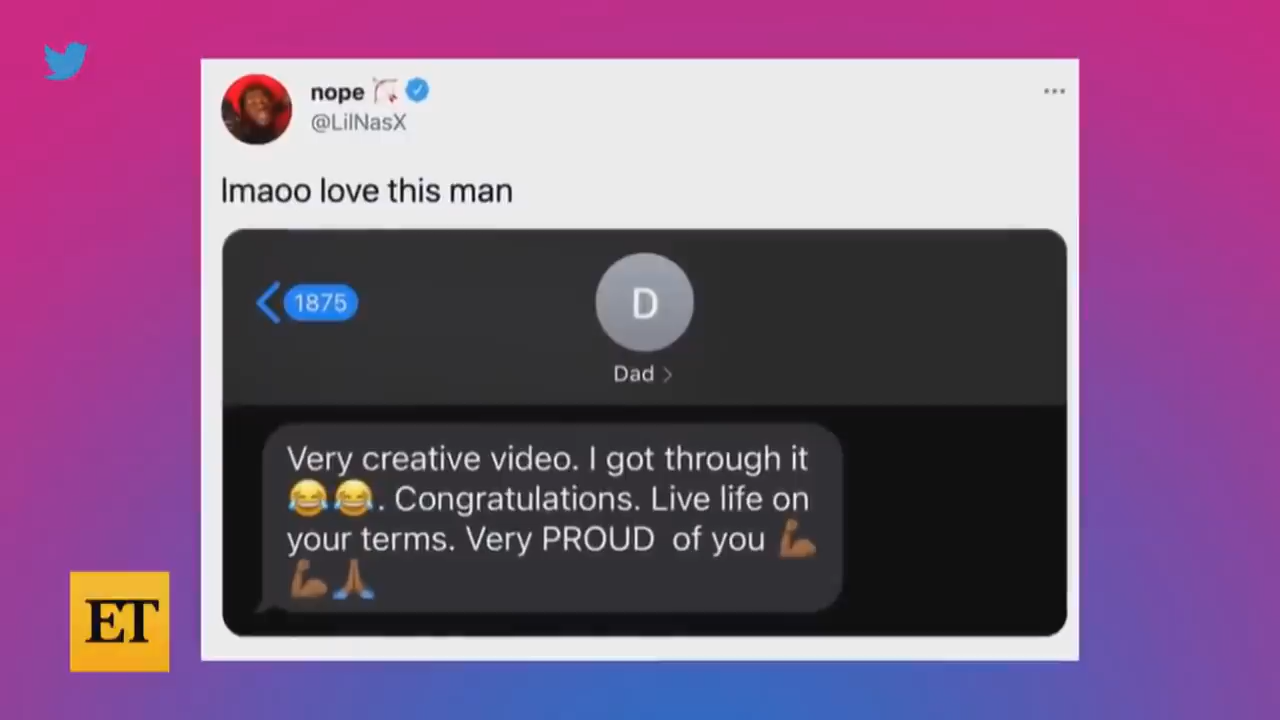 nope
@LilNasX
lmaoo love this man
1875
D
Dad >
Very creative video. I got through it
😂😂. Congratulations. Live life on
your terms. Very PROUD of you 💪🏾
💪🏾🙏🏾
ET